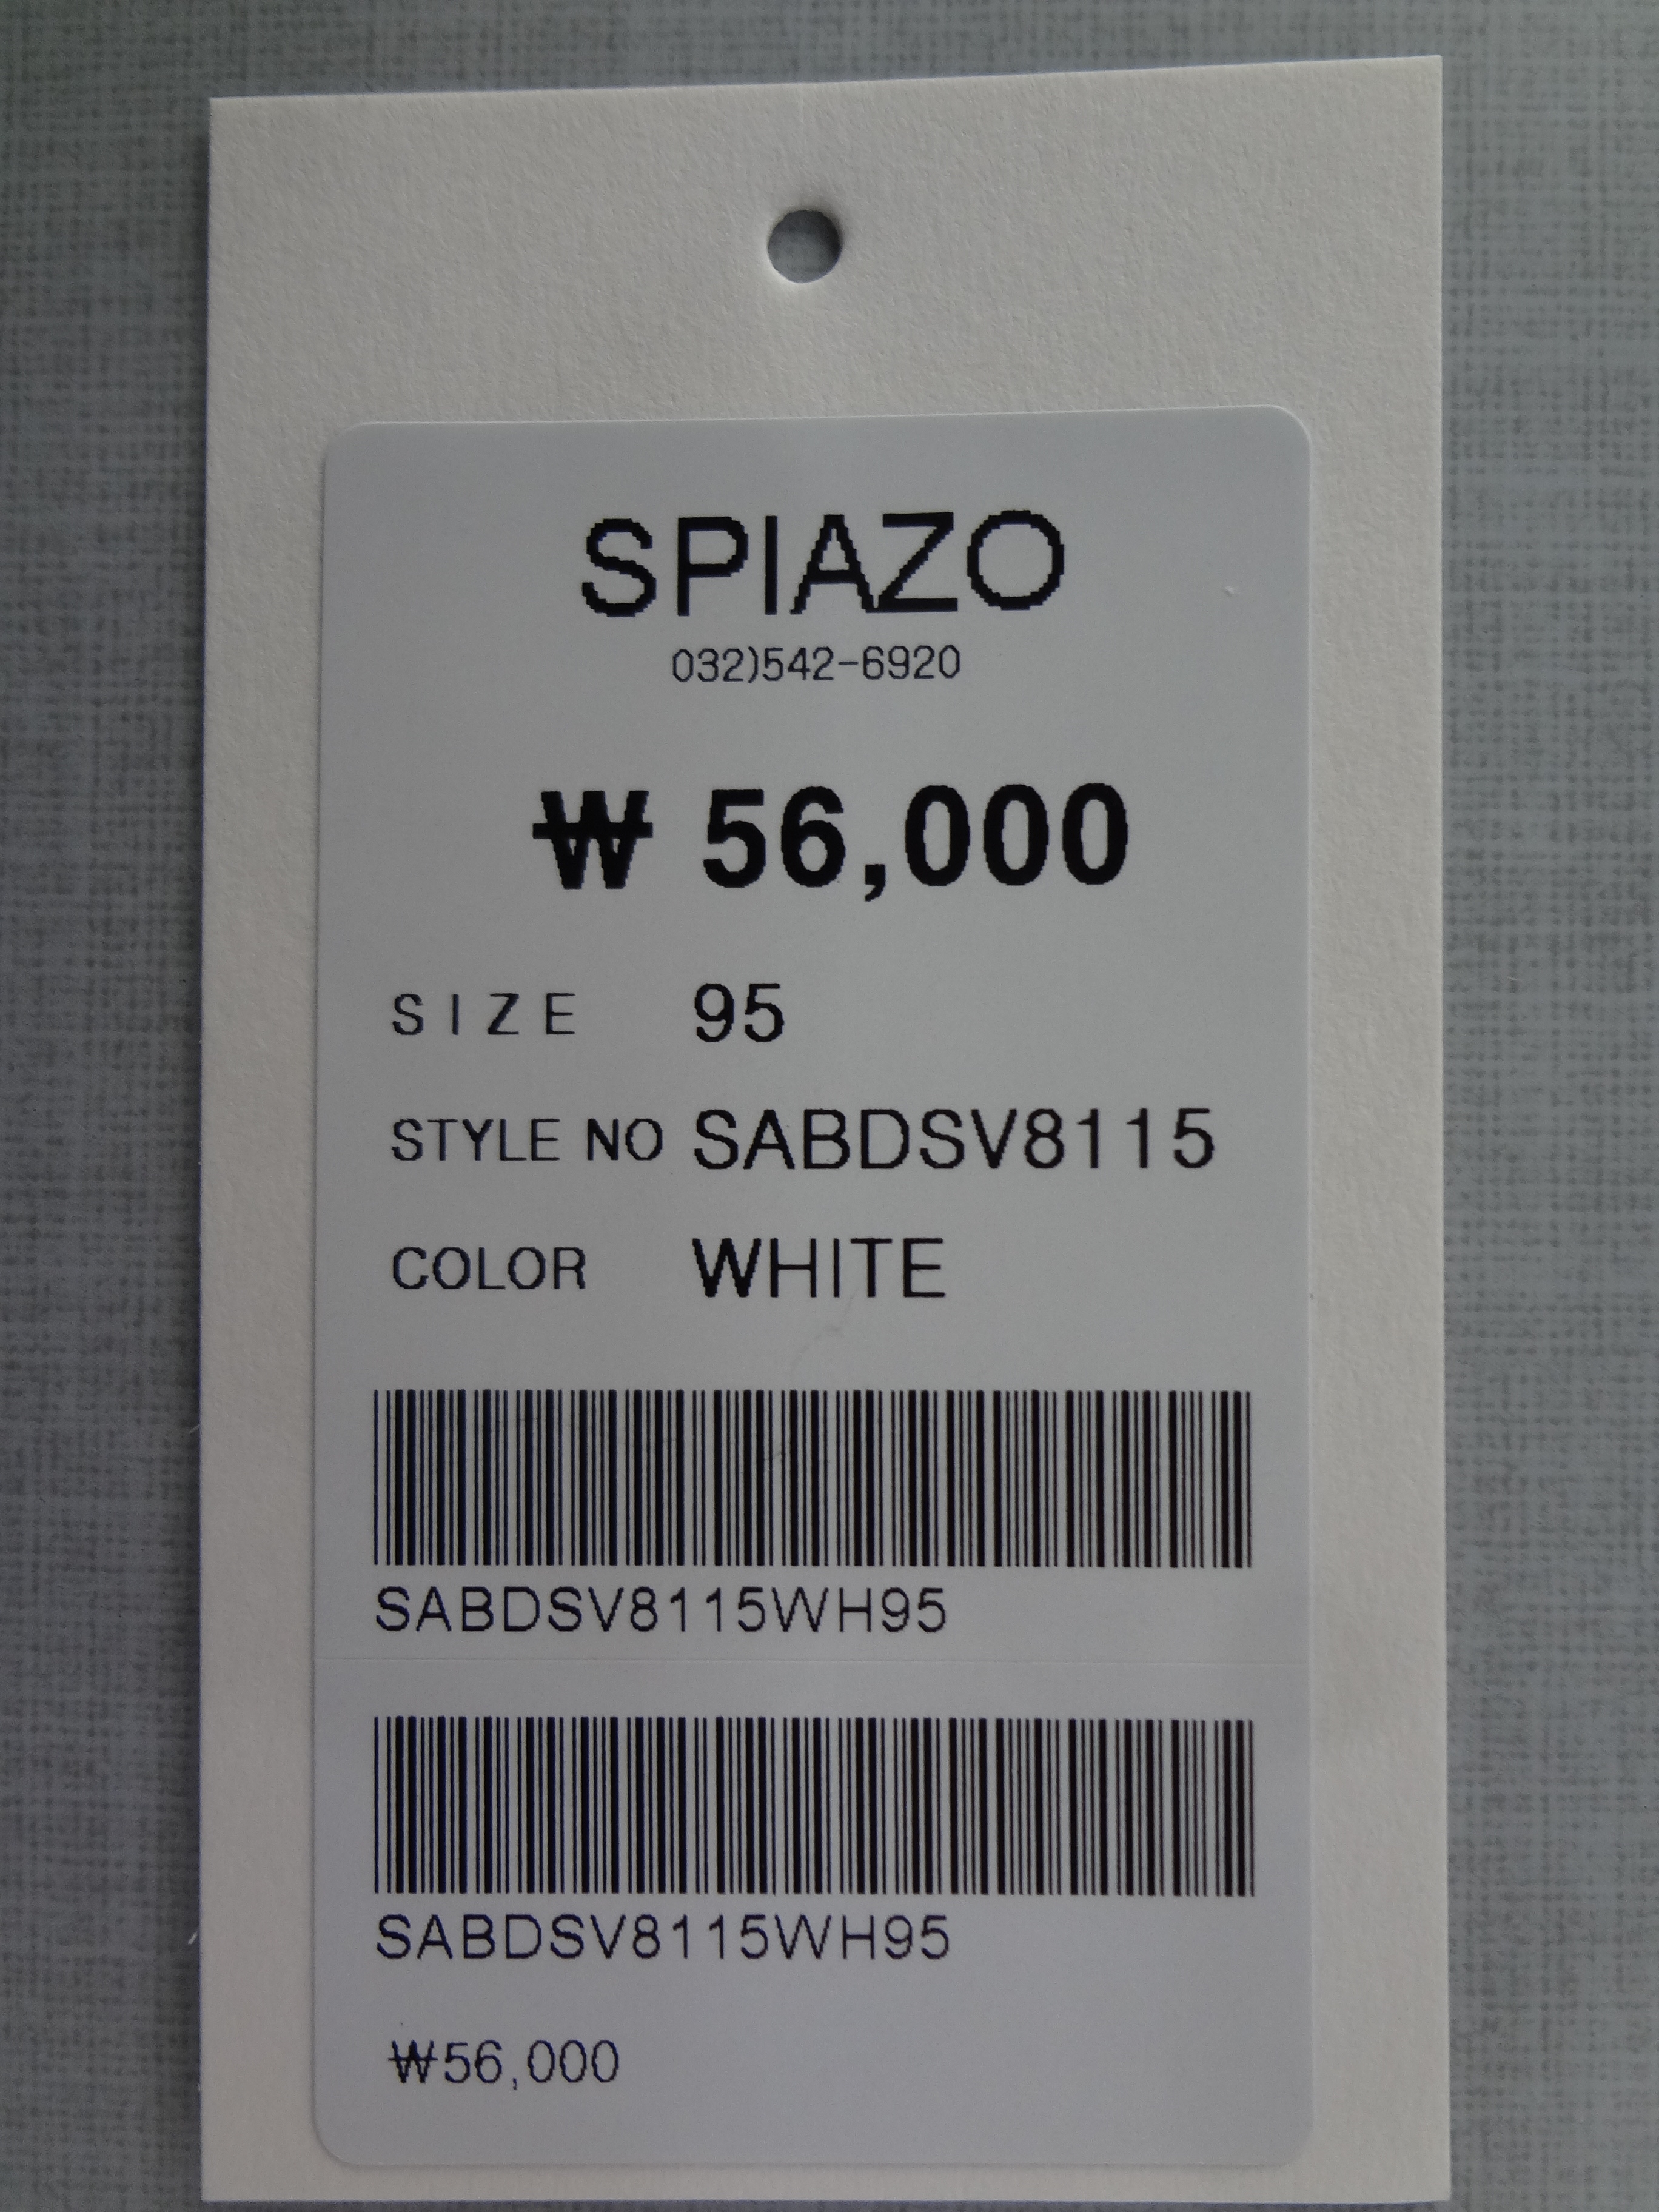 SPIAZO
032)542-6920
₩ 56,000
SIZE 95
STYLE NO SABDSV8115
COLOR WHITE
SABDSV8115WH95
SABDSV8115WH95
₩56,000